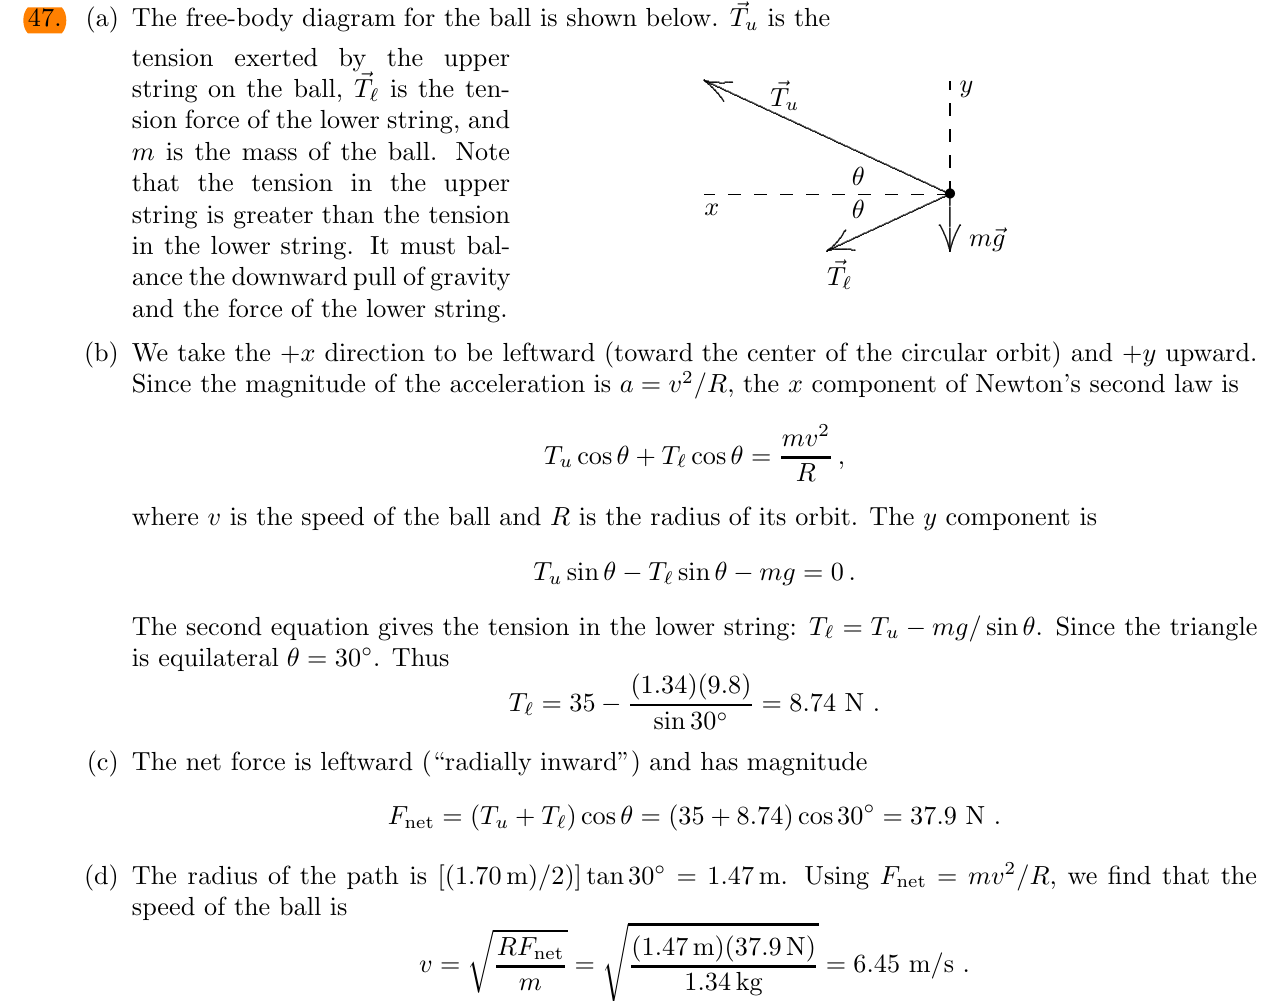 47. (a) The free-body diagram for the ball is shown below. $\vec{T}_u$ is the
tension exerted by the upper
string on the ball, $\vec{T}_\ell$ is the ten-
sion force of the lower string, and
$m$ is the mass of the ball. Note
that the tension in the upper
string is greater than the tension
in the lower string. It must bal-
ance the downward pull of gravity
and the force of the lower string.
$\vec{T}_u$
$y$
$\theta$
$x$
$\theta$
$m\vec{g}$
$\vec{T}_\ell$
(b) We take the $+x$ direction to be leftward (toward the center of the circular orbit) and $+y$ upward.
Since the magnitude of the acceleration is $a = v^2/R$, the $x$ component of Newton's second law is
$T_u \cos\theta + T_\ell \cos\theta = \frac{mv^2}{R}\,,$
where $v$ is the speed of the ball and $R$ is the radius of its orbit. The $y$ component is
$T_u \sin\theta - T_\ell \sin\theta - mg = 0\,.$
The second equation gives the tension in the lower string: $T_\ell = T_u - mg/\sin\theta$. Since the triangle
is equilateral $\theta = 30^\circ$. Thus
$T_\ell = 35 - \frac{(1.34)(9.8)}{\sin 30^\circ} = 8.74 \text{ N }.$
(c) The net force is leftward ("radially inward") and has magnitude
$F_{\text{net}} = (T_u + T_\ell) \cos\theta = (35 + 8.74) \cos 30^\circ = 37.9 \text{ N }.$
(d) The radius of the path is $[(1.70\,\text{m})/2)] \tan 30^\circ = 1.47\,\text{m}$. Using $F_{\text{net}} = mv^2/R$, we find that the
speed of the ball is
$v = \sqrt{\frac{RF_{\text{net}}}{m}} = \sqrt{\frac{(1.47\,\text{m})(37.9\,\text{N})}{1.34\,\text{kg}}} = 6.45 \text{ m/s }.$